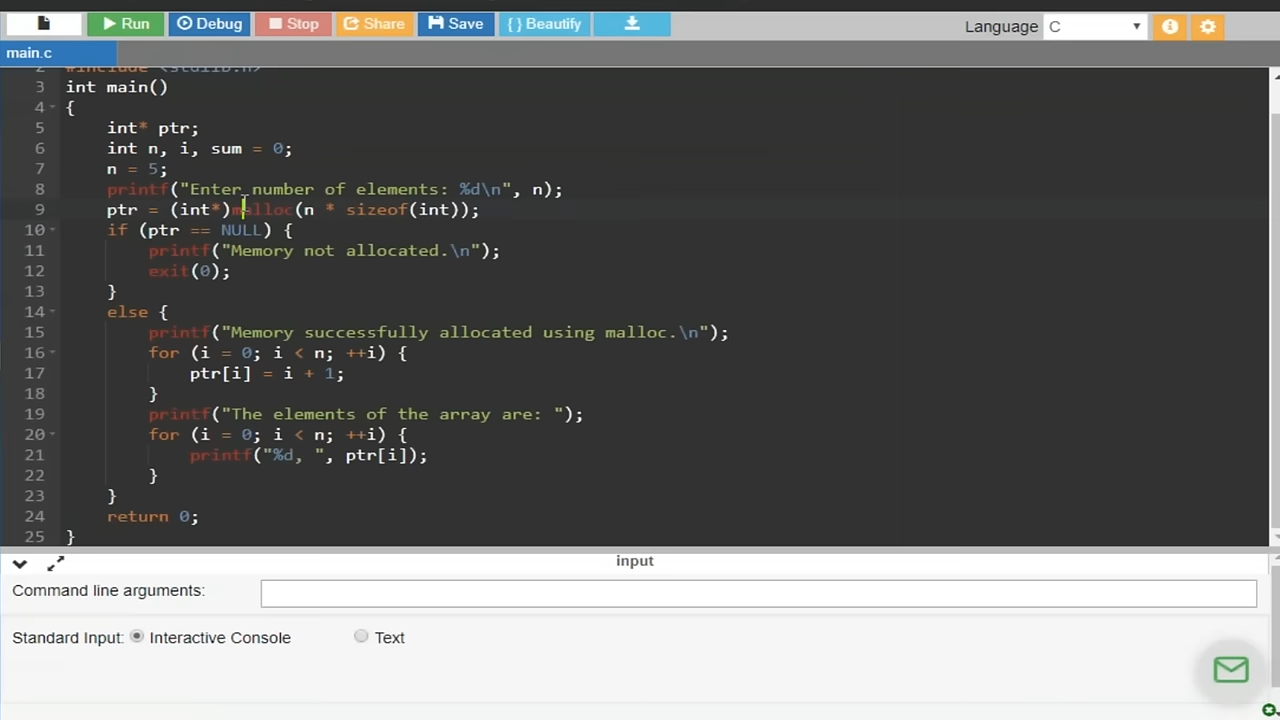 Run Debug Stop Share Save { } Beautify Language C
main.c
2 #include <stdlib.h>
3 int main()
4 {
5 int* ptr;
6 int n, i, sum = 0;
7 n = 5;
8 printf("Enter number of elements: %d\n", n);
9 ptr = (int*)malloc(n * sizeof(int));
10 if (ptr == NULL) {
11 printf("Memory not allocated.\n");
12 exit(0);
13 }
14 else {
15 printf("Memory successfully allocated using malloc.\n");
16 for (i = 0; i < n; ++i) {
17 ptr[i] = i + 1;
18 }
19 printf("The elements of the array are: ");
20 for (i = 0; i < n; ++i) {
21 printf("%d, ", ptr[i]);
22 }
23 }
24 return 0;
25 }
input
Command line arguments:
Standard Input: Interactive Console Text